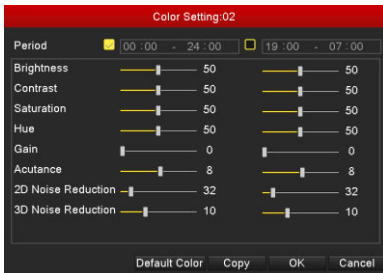 Color Setting:02
Period 00:00 - 24:00 19:00 - 07:00
Brightness 50 50
Contrast 50 50
Saturation 50 50
Hue 50 50
Gain 0 0
Acutance 8 8
2D Noise Reduction 32 32
3D Noise Reduction 10 10
Default Color Copy OK Cancel